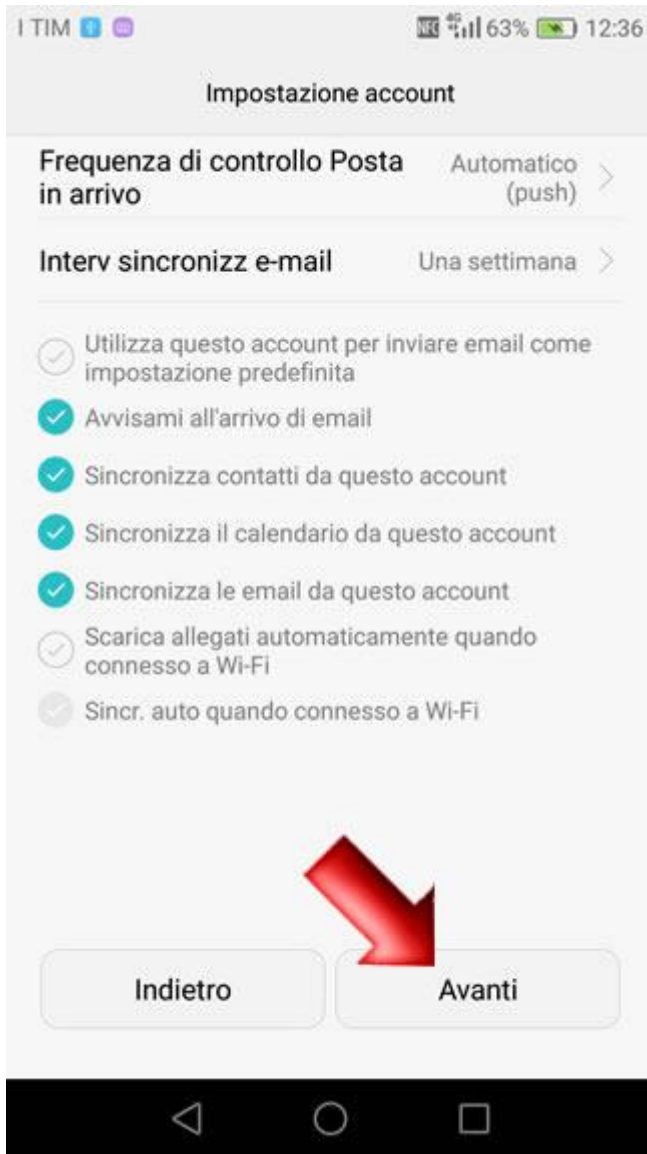 I TIM NFC 4G 63% 12:36
Impostazione account
Frequenza di controllo Posta
in arrivo
Automatico
(push)
Interv sincronizz e-mail
Una settimana
Utilizza questo account per inviare email come
impostazione predefinita
Avvisami all'arrivo di email
Sincronizza contatti da questo account
Sincronizza il calendario da questo account
Sincronizza le email da questo account
Scarica allegati automaticamente quando
connesso a Wi-Fi
Sincr. auto quando connesso a Wi-Fi
Indietro
Avanti